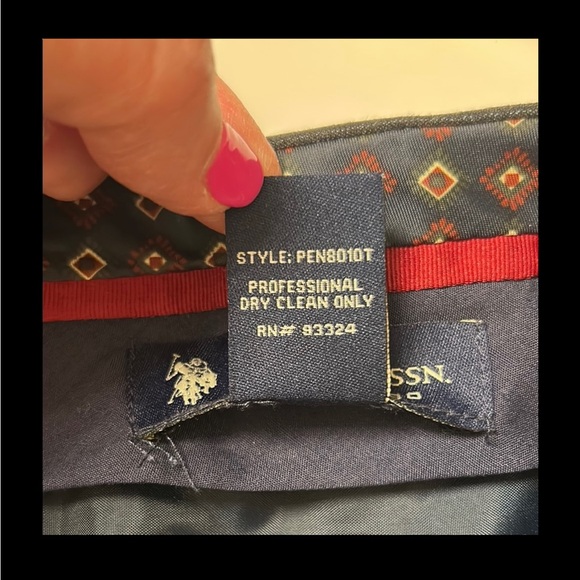 STYLE: PEN8010T
PROFESSIONAL
DRY CLEAN ONLY
RN# 93324
SSN.